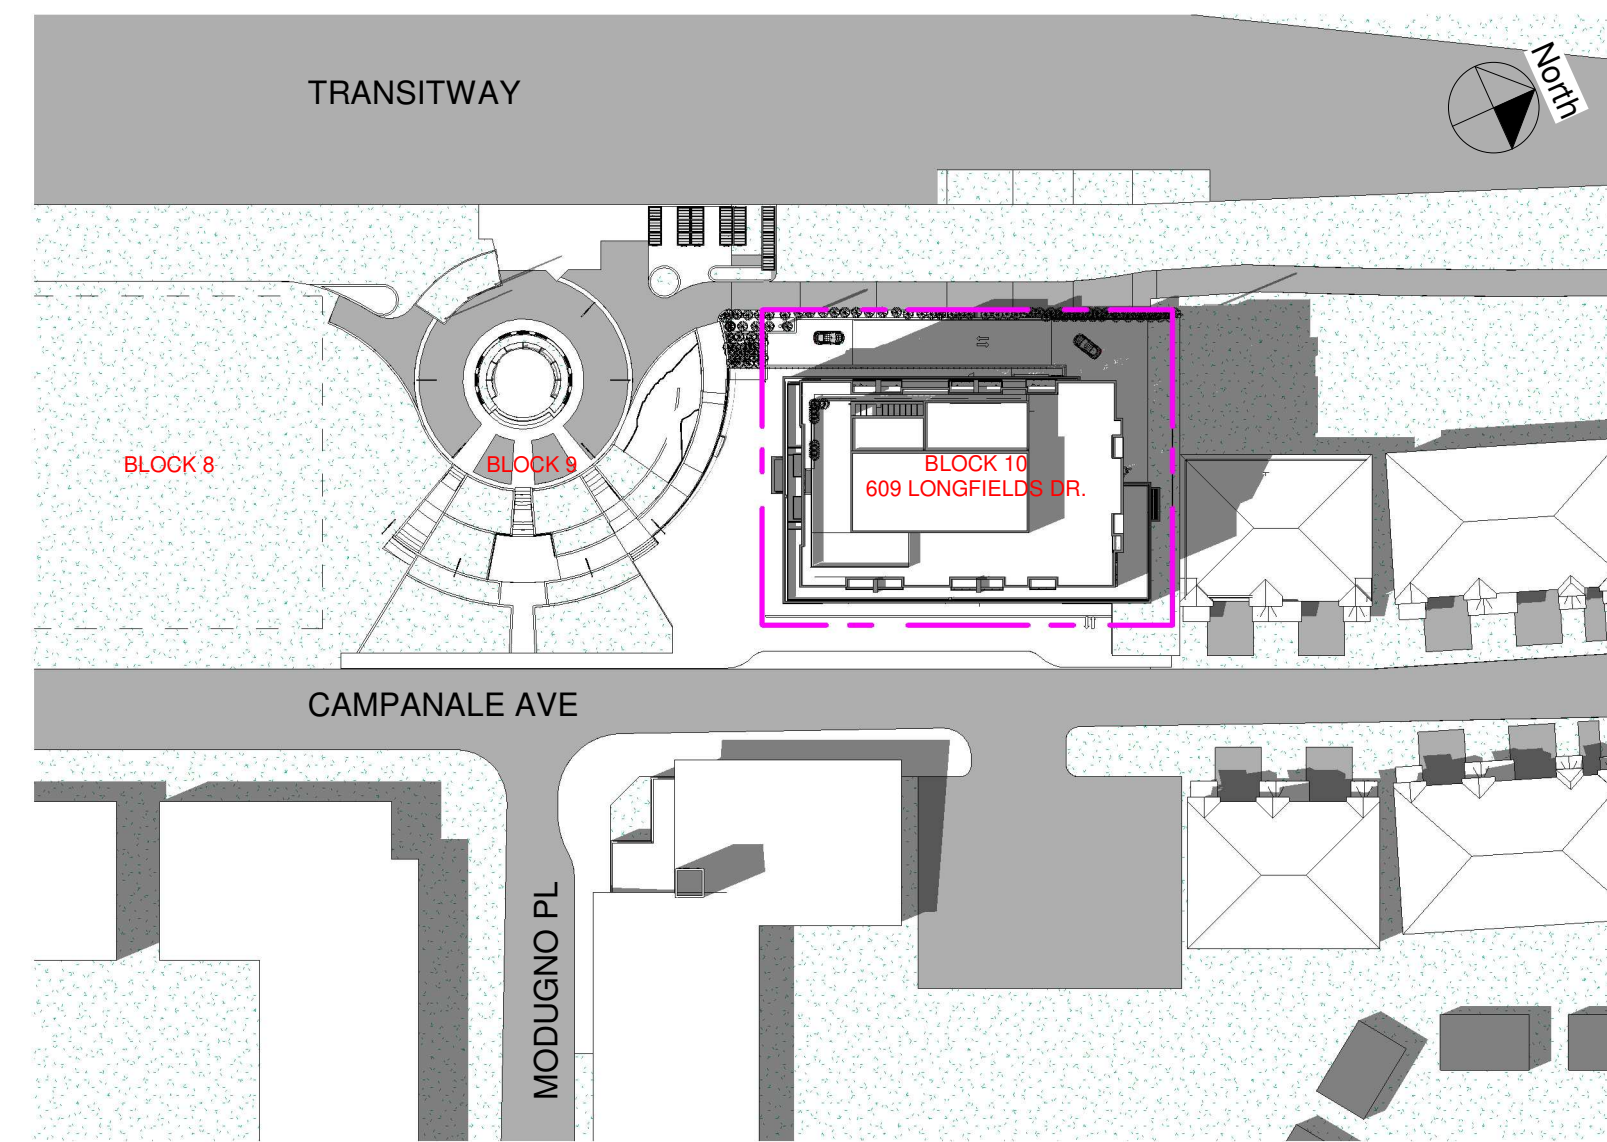 TRANSITWAY
North
BLOCK 8
BLOCK 9
BLOCK 10
609 LONGFIELDS DR.
CAMPANALE AVE
MODUGNO PL